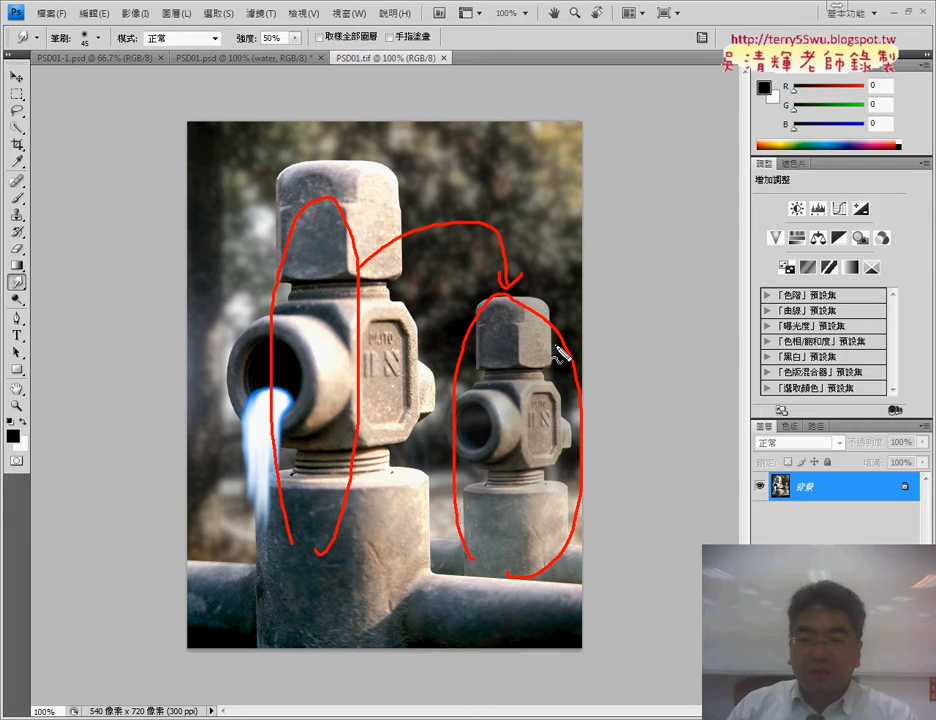 檔案(F) 編輯(E) 影像(I) 圖層(L) 選取(S) 濾鏡(T) 檢視(V) 視窗(W) 說明(H) Br 100% 基本功能
筆刷: 45 模式: 正常 強度: 50% 取樣全部圖層 手指塗畫
http://terry55wu.blogspot.tw
吳清輝老師錄製
PSD01-1.psd @ 66.7% (RGB/8) PSD01.psd @ 100% (water, RGB/8) * PSD01.tif @ 100% (RGB/8)
R 0
G 0
B 0
調整 遮色片
增加調整
「色階」預設集
「曲線」預設集
「曝光度」預設集
「色相/飽和度」預設集
「黑白」預設集
「色版混合器」預設集
「選取顏色」預設集
圖層 色版 路徑
正常 不透明度: 100%
鎖定: 填滿: 100%
背景
100% 540 像素 x 720 像素 (300 ppi)